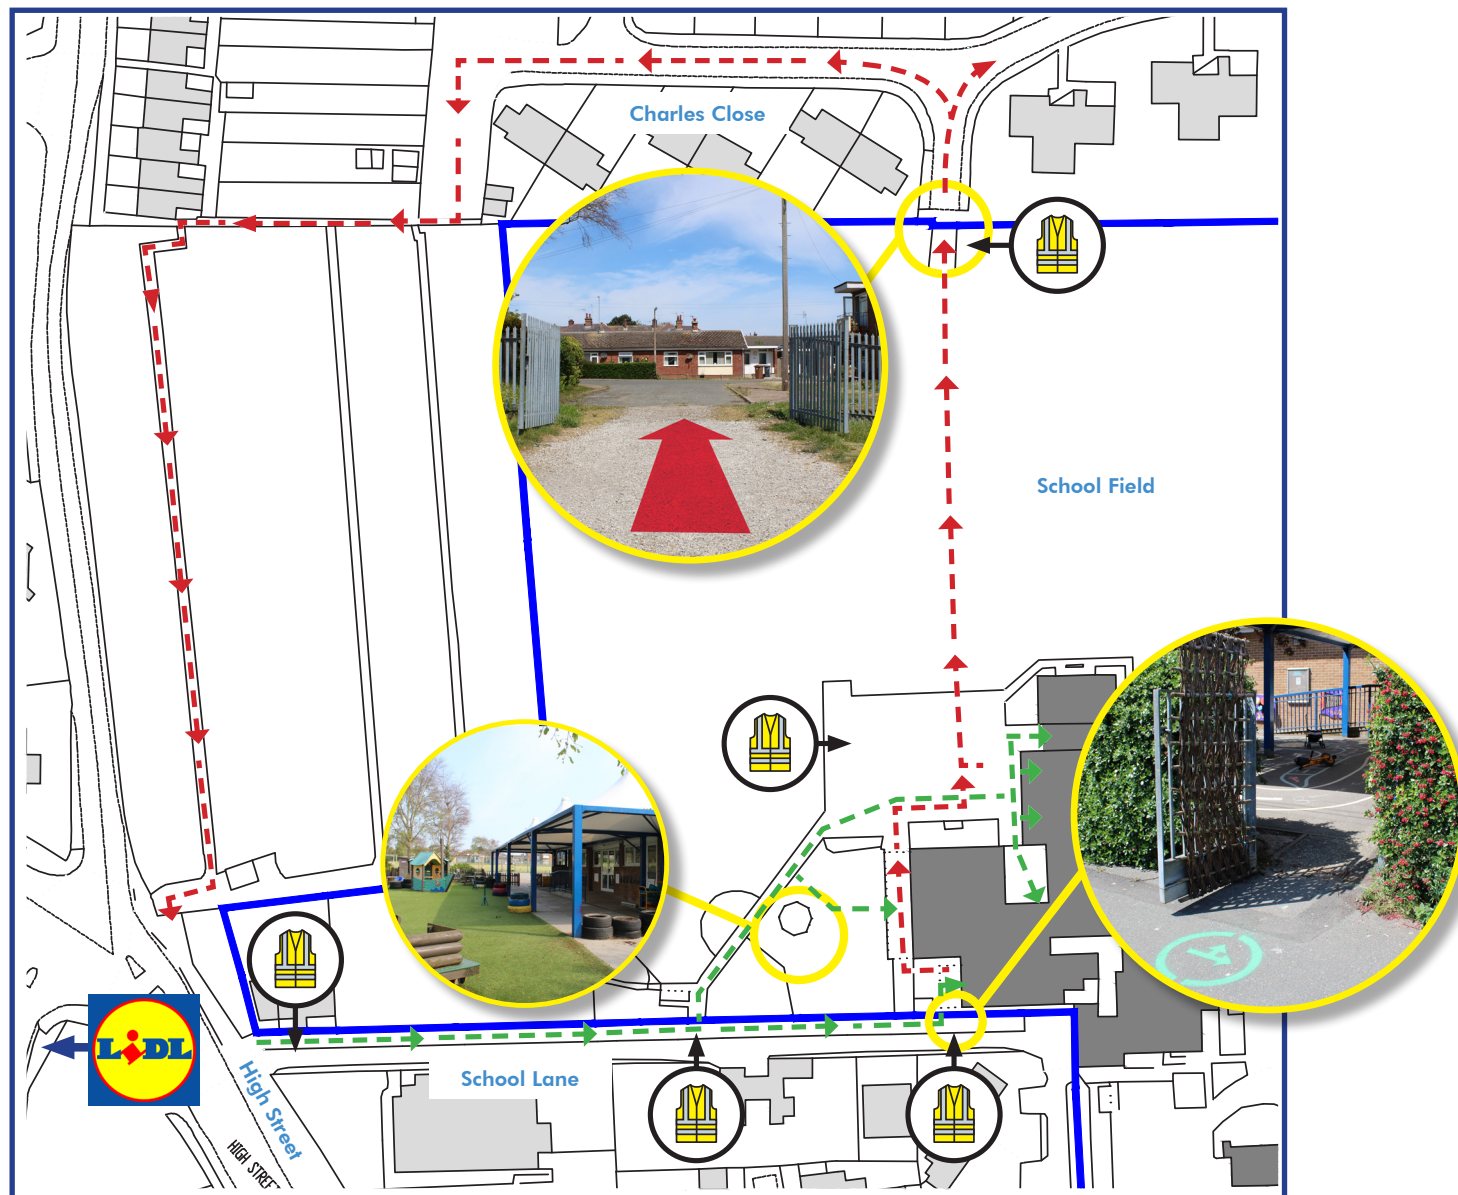 Charles Close
School Field
LiDL
School Lane
High Street
HIGH STREET